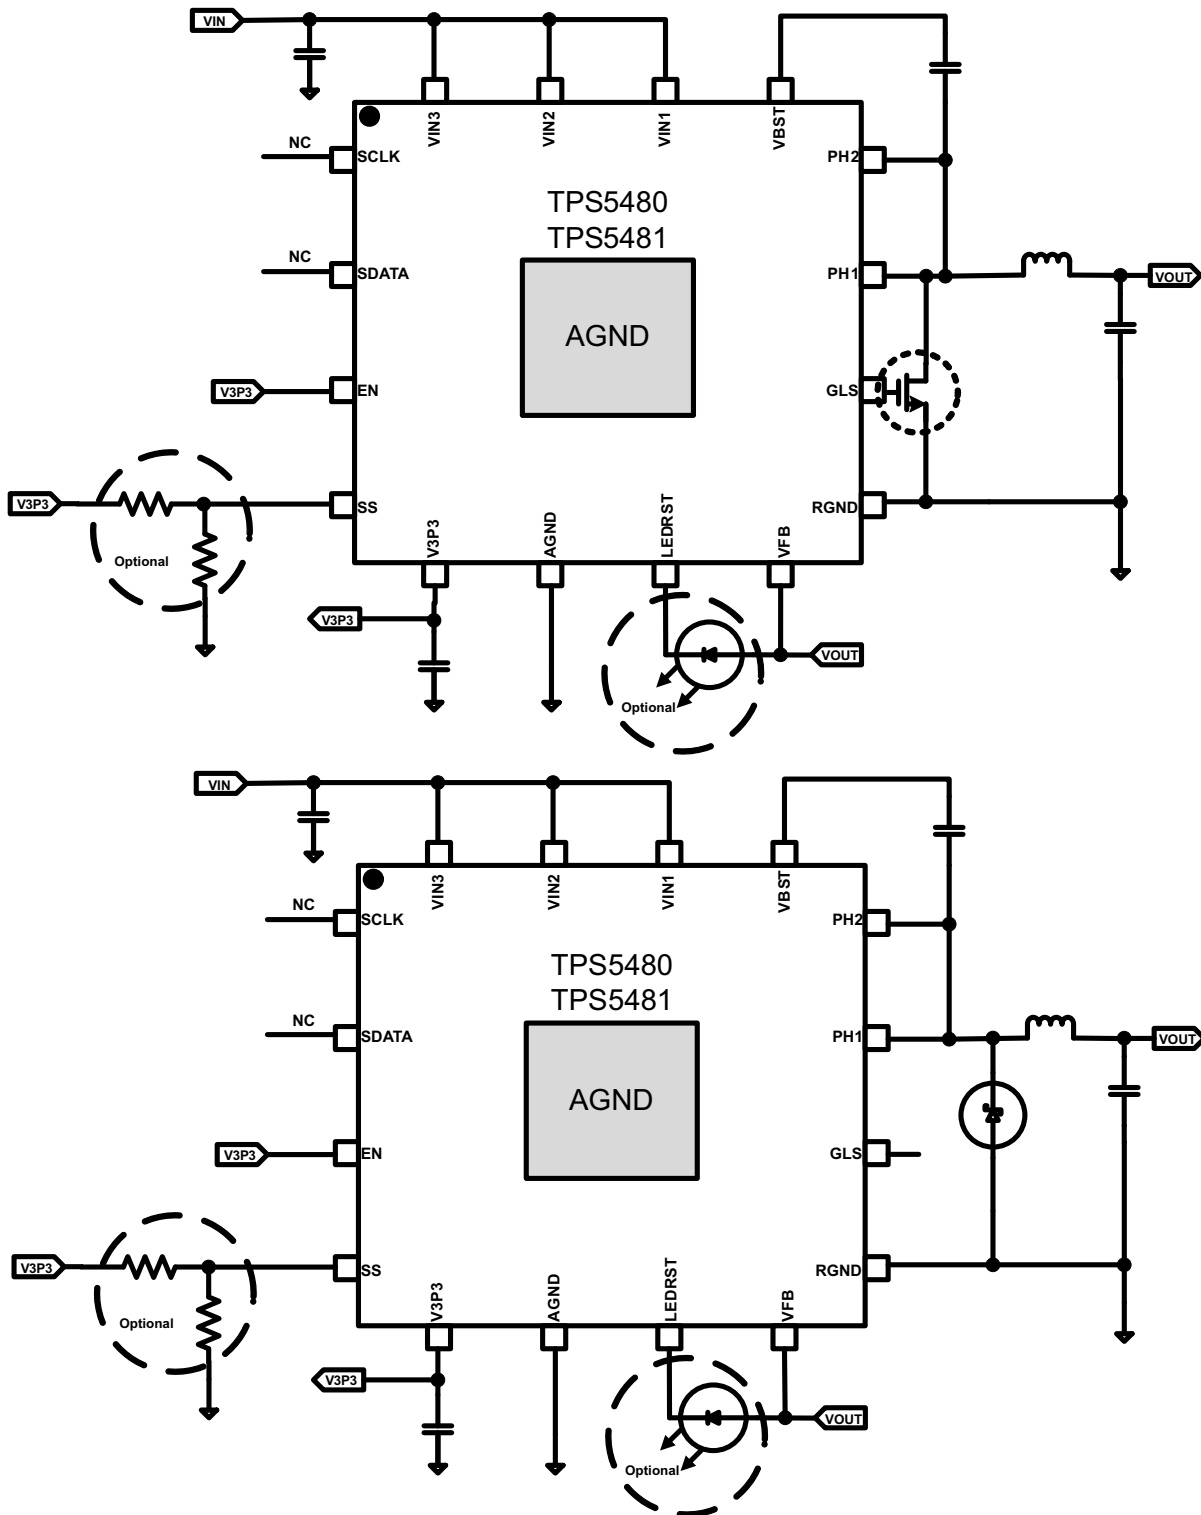 VIN
VIN3
VIN2
VIN1
VBST
NC
SCLK
PH2
TPS5480
TPS5481
NC
SDATA
PH1
VOUT
AGND
V3P3
EN
GLS
V3P3
SS
RGND
Optional
V3P3
AGND
LEDRST
VFB
V3P3
VOUT
Optional
VIN
VIN3
VIN2
VIN1
VBST
NC
SCLK
PH2
TPS5480
TPS5481
NC
SDATA
PH1
VOUT
AGND
V3P3
EN
GLS
V3P3
SS
RGND
Optional
V3P3
AGND
LEDRST
VFB
V3P3
VOUT
Optional